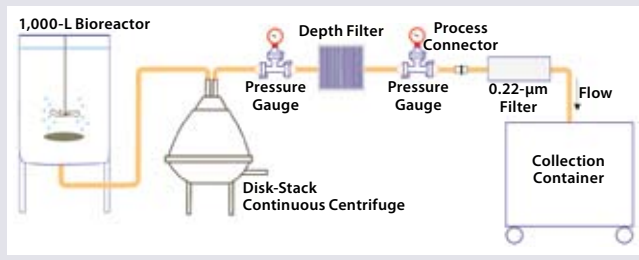 1,000-L Bioreactor
Depth Filter
Process
Connector
Pressure
Gauge
Pressure
Gauge
0.22-µm
Filter
Flow
Disk-Stack
Continuous Centrifuge
Collection
Container